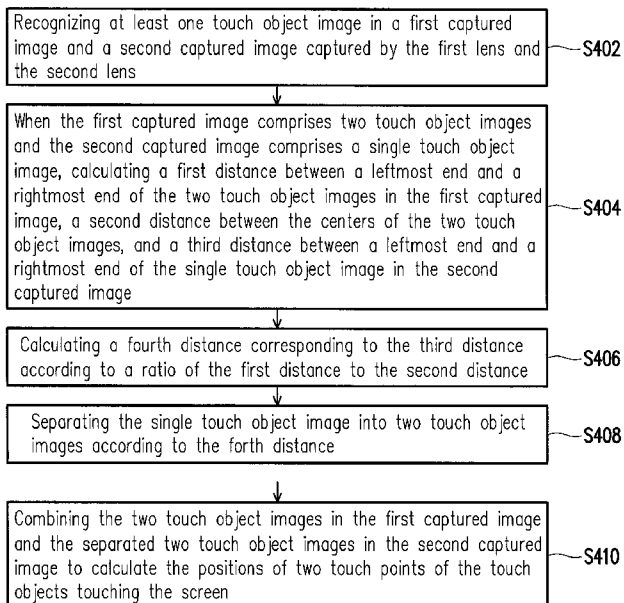 Recognizing at least one touch object image in a first captured
image and a second captured image captured by the first lens and
the second lens
S402
When the first captured image comprises two touch object images
and the second captured image comprises a single touch object
image, calculating a first distance between a leftmost end and a
rightmost end of the two touch object images in the first captured
image, a second distance between the centers of the two touch
object images, and a third distance between a leftmost end and a
rightmost end of the single touch object image in the second
captured image
S404
Calculating a fourth distance corresponding to the third distance
according to a ratio of the first distance to the second distance
S406
Separating the single touch object image into two touch object
images according to the forth distance
S408
Combining the two touch object images in the first captured image
and the separated two touch object images in the second captured
image to calculate the positions of two touch points of the touch
objects touching the screen
S410